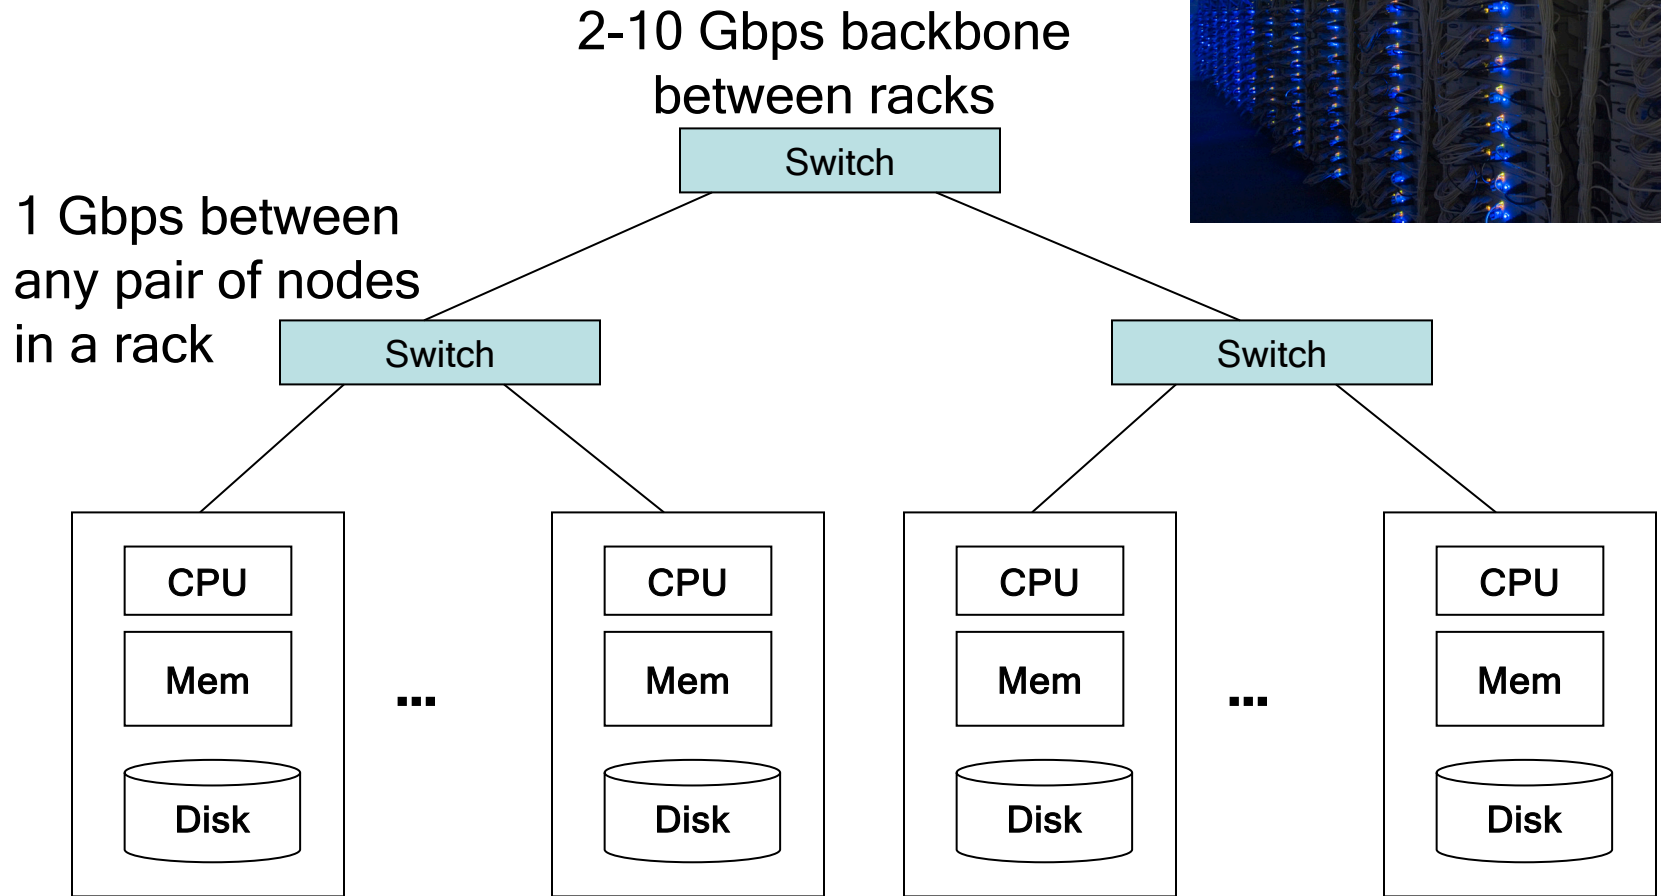 2-10 Gbps backbone
between racks
Switch
1 Gbps between
any pair of nodes
in a rack
Switch
Switch
CPU
CPU
CPU
CPU
Mem
...
Mem
Mem
...
Mem
Disk
Disk
Disk
Disk